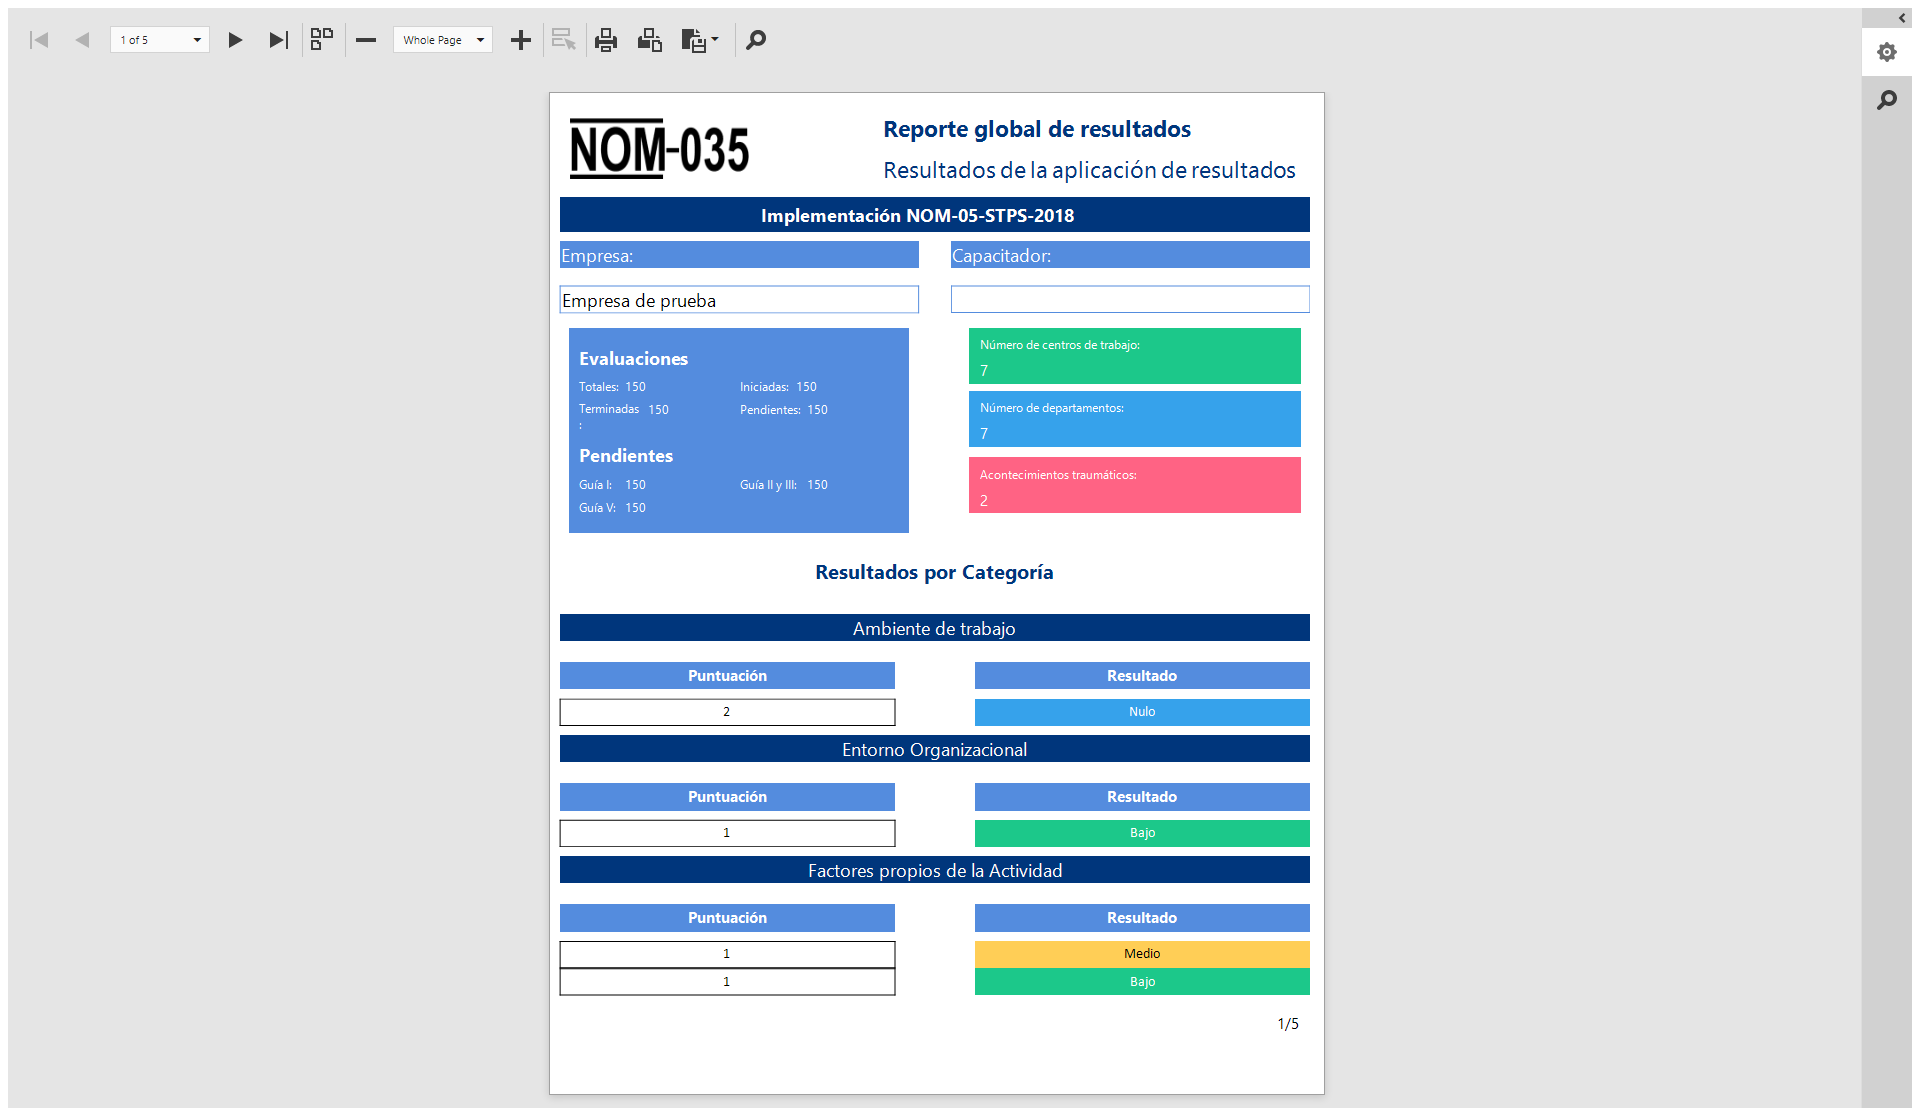 1 of 5
Whole Page
NOM-035
Reporte global de resultados
Resultados de la aplicación de resultados
Implementación NOM-05-STPS-2018
Empresa:
Capacitador:
Empresa de prueba
Evaluaciones
Totales: 150
Iniciadas: 150
Terminadas
:
150
Pendientes: 150
Pendientes
Guía I: 150
Guía II y III: 150
Guía V: 150
Número de centros de trabajo:
7
Número de departamentos:
7
Acontecimientos traumáticos:
2
Resultados por Categoría
Ambiente de trabajo
Puntuación
Resultado
2
Nulo
Entorno Organizacional
Puntuación
Resultado
1
Bajo
Factores propios de la Actividad
Puntuación
Resultado
1
Medio
1
Bajo
1/5